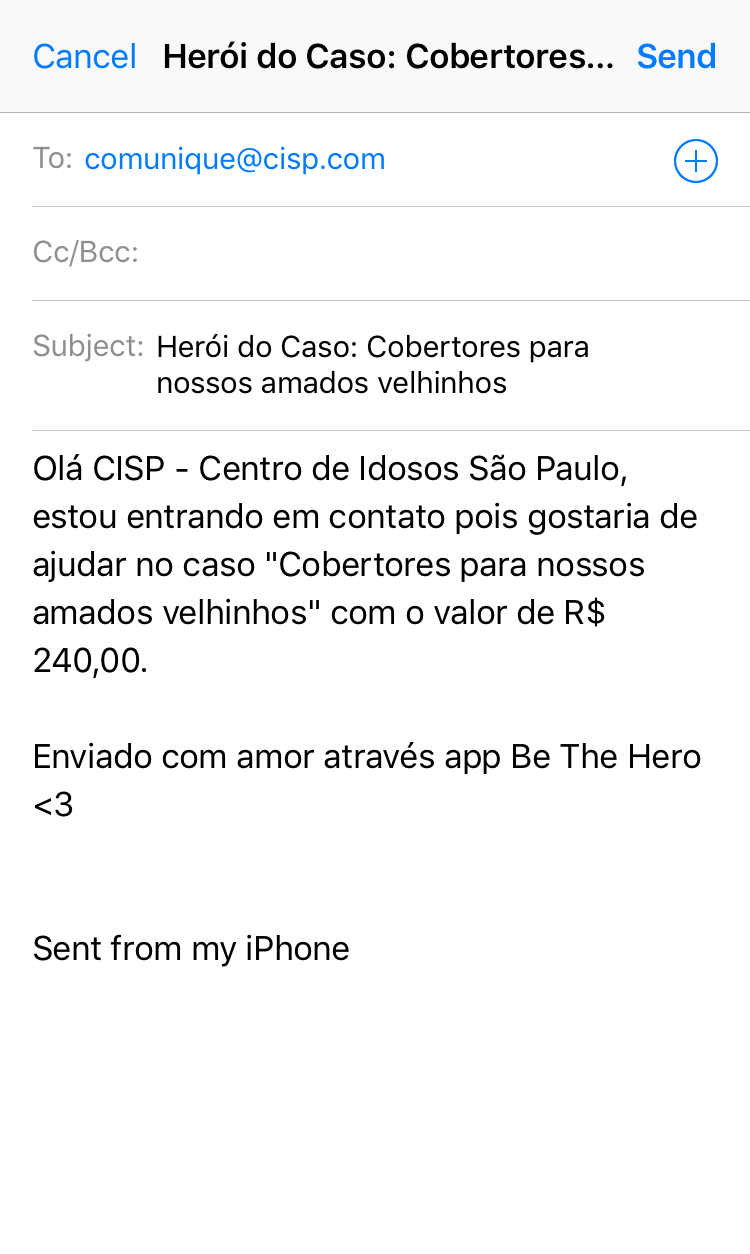 Cancel Herói do Caso: Cobertores... Send
To: comunique@cisp.com
Cc/Bcc:
Subject: Herói do Caso: Cobertores para
nossos amados velhinhos
Olá CISP - Centro de Idosos São Paulo,
estou entrando em contato pois gostaria de
ajudar no caso "Cobertores para nossos
amados velhinhos" com o valor de R$
240,00.
Enviado com amor através app Be The Hero
<3
Sent from my iPhone